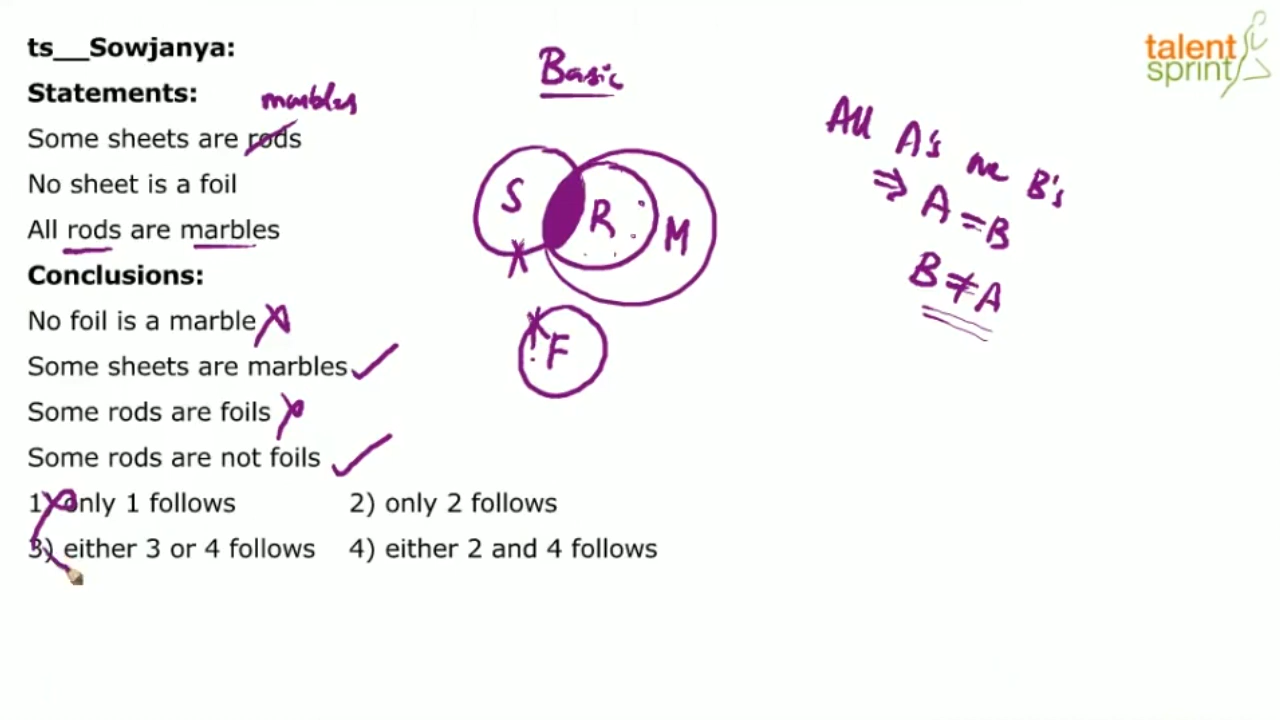 ts__Sowjanya:
Basic
talent
sprint
Statements:
marbles
All A's are B's
Some sheets are rods
No sheet is a foil
⇒ A = B
All rods are marbles
S R M
B ≠ A
Conclusions:
No foil is a marble
F
Some sheets are marbles
Some rods are foils
Some rods are not foils
1) only 1 follows 2) only 2 follows
3) either 3 or 4 follows 4) either 2 and 4 follows